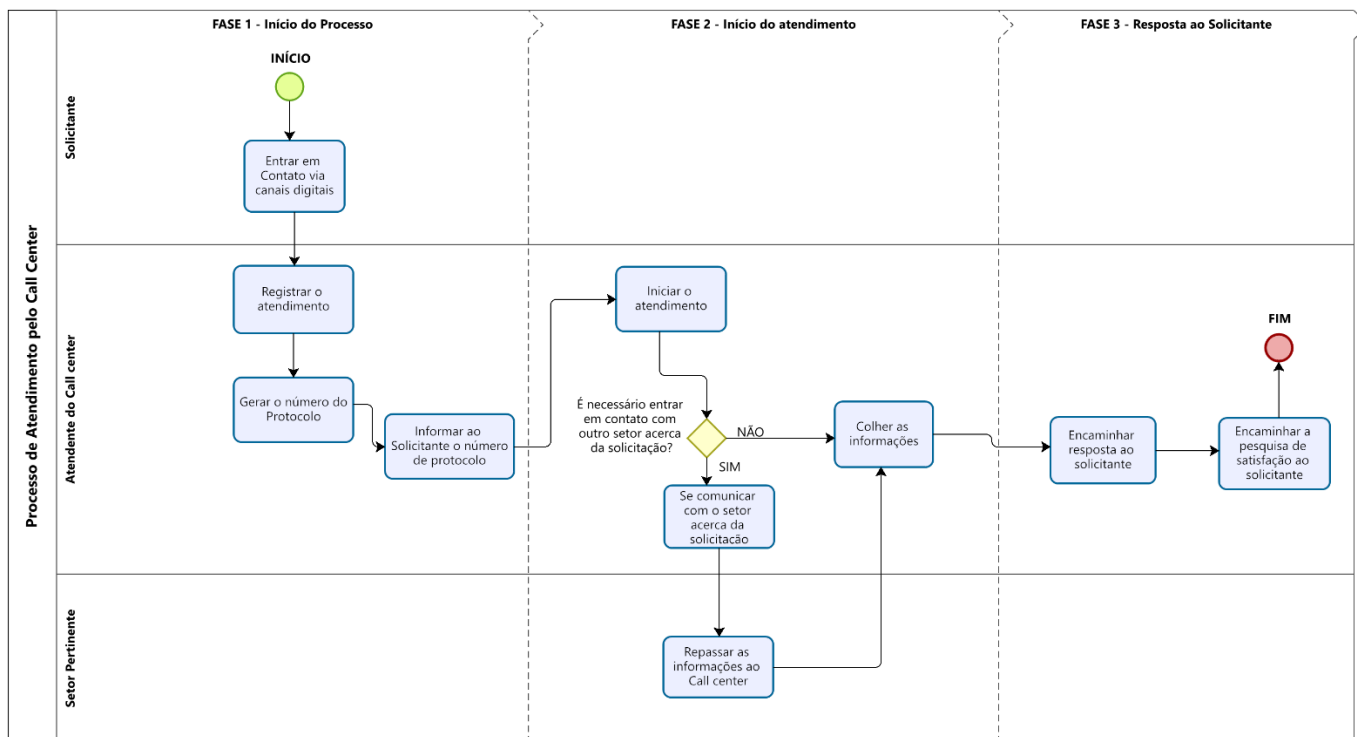 FASE 1 - Início do Processo
FASE 2 - Início do atendimento
FASE 3 - Resposta ao Solicitante
Processo de Atendimento pelo Call Center
Solicitante
INÍCIO
Entrar em
Contato via
canais digitais
Atendente do Call center
Registrar o
atendimento
Gerar o número do
Protocolo
Informar ao
Solicitante o número
de protocolo
Iniciar o
atendimento
É necessário entrar
em contato com
outro setor acerca
da solicitação?
NÃO
SIM
Se comunicar
com o setor
acerca da
solicitação
Colher as
informações
Encaminhar
resposta ao
solicitante
Encaminhar a
pesquisa de
satisfação ao
solicitante
FIM
Setor Pertinente
Repassar as
informações ao
Call center